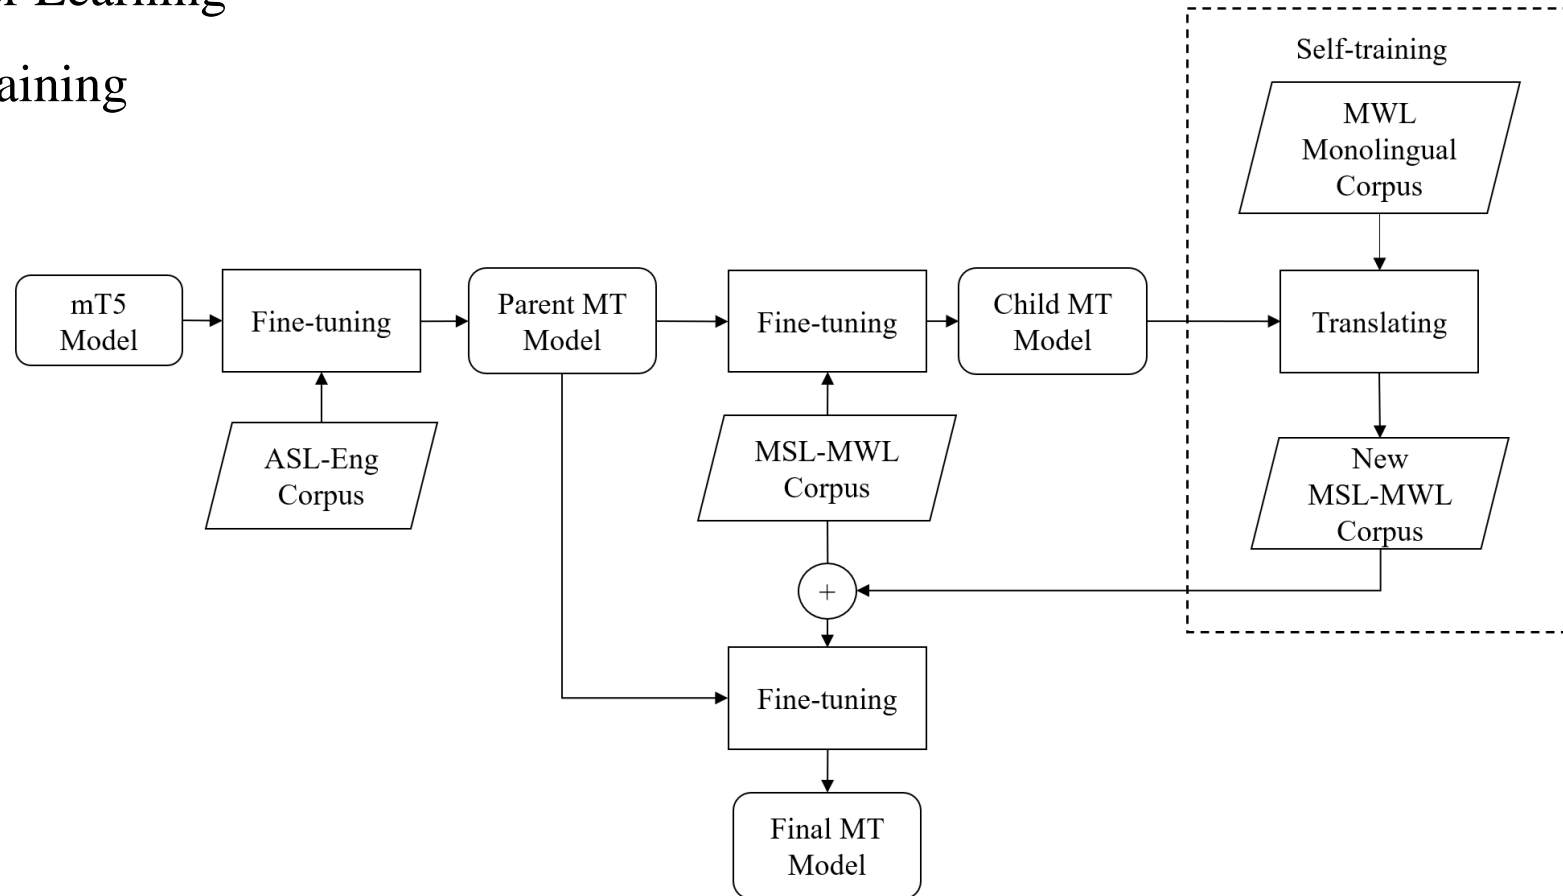 Learning
Self-training
MWL
Monolingual
Corpus
mT5
Model
Fine-tuning
Parent MT
Model
Fine-tuning
Child MT
Model
Translating
ASL-Eng
Corpus
MSL-MWL
Corpus
New
MSL-MWL
Corpus
+
Fine-tuning
Final MT
Model